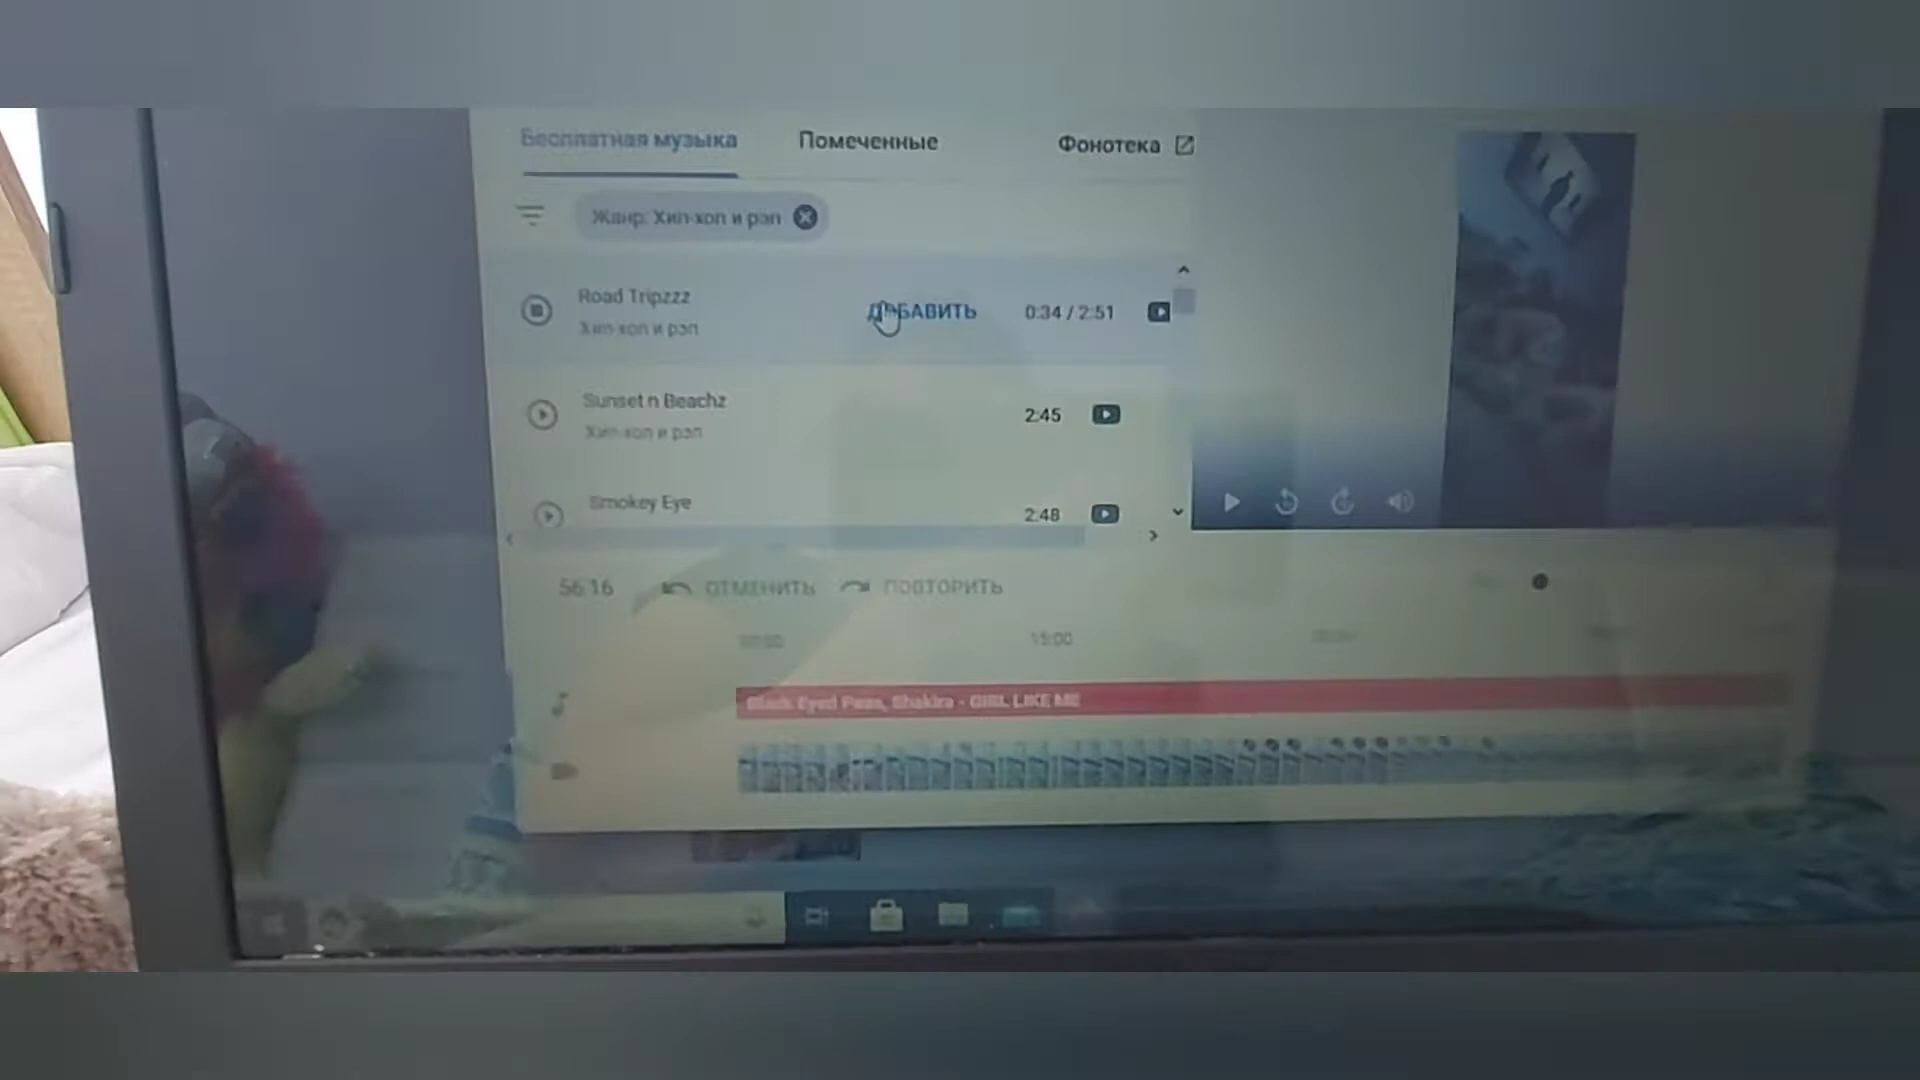 Бесплатная музыка
Помеченные
Фонотека
Жанр: Хип-хоп и рэп
Road Tripzzz
Хип-хоп и рэп
ДОБАВИТЬ
0:34 / 2:51
Sunset n Beachz
Хип-хоп и рэп
2:45
Smokey Eye
2:48
56:16
ОТМЕНИТЬ
ПОВТОРИТЬ
00:00
15:00
Black Eyed Peas, Shakira - GIRL LIKE ME